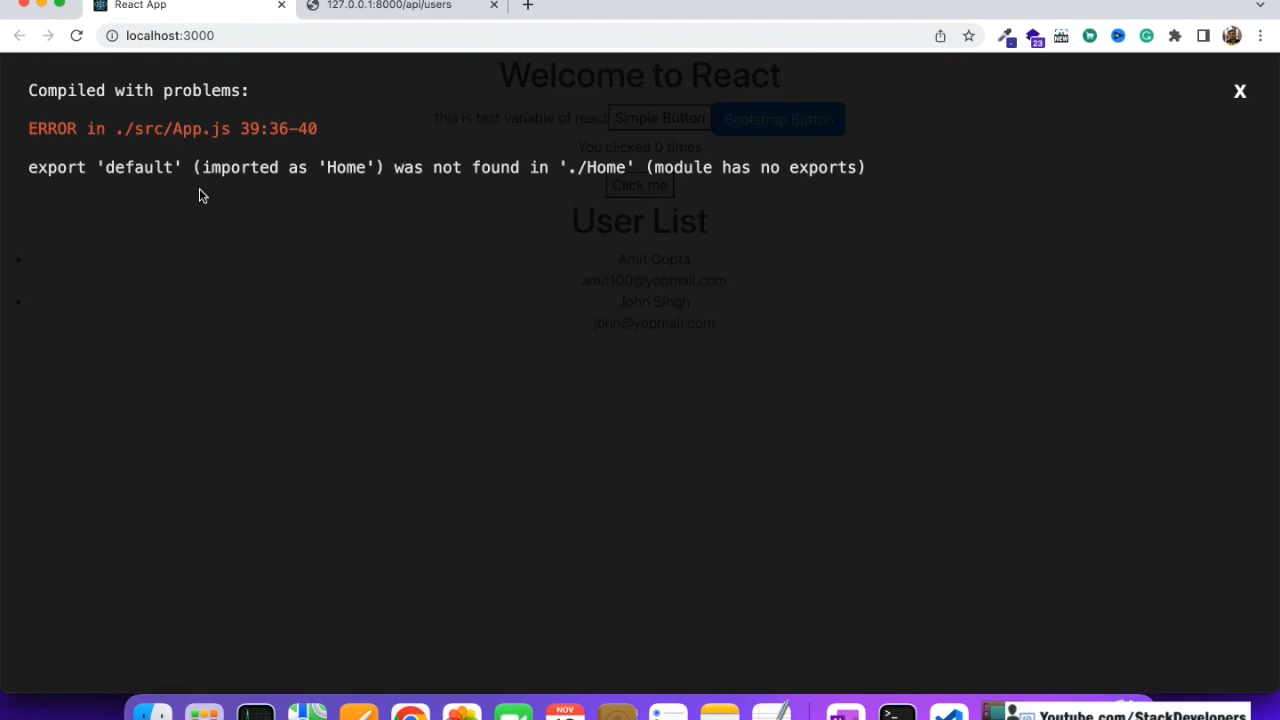 React App
127.0.0.1:8000/api/users
localhost:3000
23
NEW
Welcome to React
Compiled with problems:
X
this is test variable of react Simple Button Bootstrap Button
ERROR in ./src/App.js 39:36-40
You clicked 0 times
export 'default' (imported as 'Home') was not found in './Home' (module has no exports)
Click me
User List
Amit Gupta
amit100@yopmail.com
John Singh
john@yopmail.com
NOV
Youtube.com/StackDevelopers